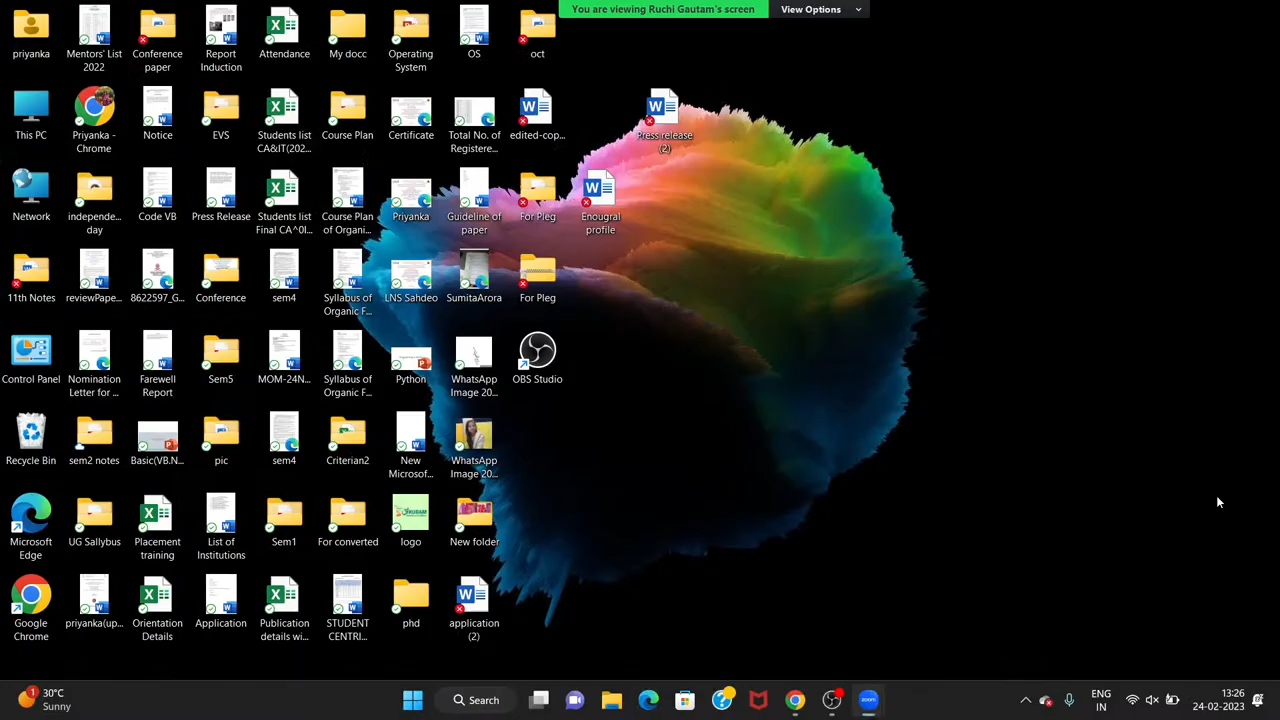 You are viewing Ruchi Gautam's screen
View Options
priyanka
Mentors' List
2022
Conference
paper
Report
Induction
Attendance
My docc
Operating
System
OS
oct
This PC
Priyanka -
Chrome
Notice
EVS
Students list
CA&IT(202...
Course Plan
Certificate
Total No. of
Registere...
edited-cop...
Press release
(2)
Network
independe...
day
Code VB
Press Release
Students list
Final CA^0I...
Course Plan
of Organi...
Priyanka
Guideline of
paper
For Pleg
Enougral
profile
11th Notes
reviewPape...
8622597_G...
Conference
sem4
Syllabus of
Organic F...
LNS Sahdeo
SumitaArora
For Pleg
Control Panel
Nomination
Letter for ...
Farewell
Report
Sem5
MOM-24N...
Syllabus of
Organic F...
Python
WhatsApp
Image 20...
OBS Studio
Recycle Bin
sem2 notes
Basic(VB.N...
pic
sem4
Criterian2
New
Microsof...
WhatsApp
Image 20...
Microsoft
Edge
UG Sallybus
Placement
training
List of
Institutions
Sem1
For converted
logo
New folder
Google
Chrome
priyanka(up...
Orientation
Details
Application
Publication
details wi...
STUDENT
CENTRI...
phd
application
(2)
1
30°C
Sunny
Search
zoom
ENG
IN
24-02-2023